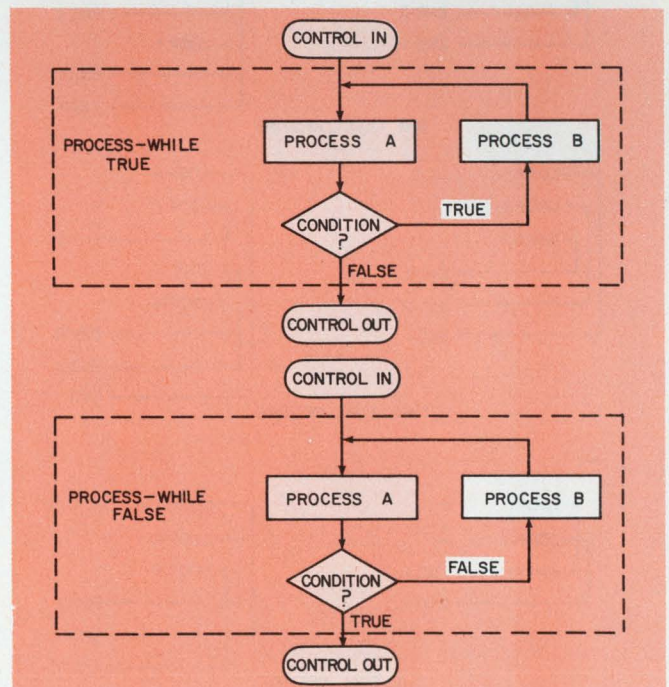 CONTROL IN
PROCESS-WHILE
TRUE
PROCESS A
PROCESS B
CONDITION
?
TRUE
FALSE
CONTROL OUT
CONTROL IN
PROCESS-WHILE
FALSE
PROCESS A
PROCESS B
CONDITION
?
FALSE
TRUE
CONTROL OUT